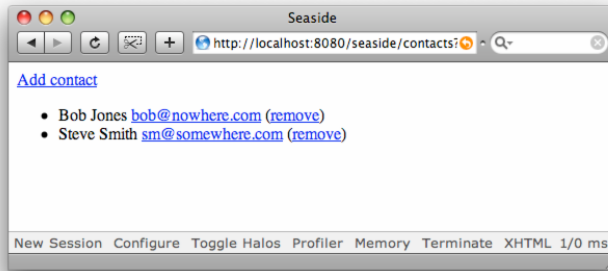 Seaside
http://localhost:8080/seaside/contacts?
Q
Add contact
• Bob Jones bob@nowhere.com (remove)
• Steve Smith sm@somewhere.com (remove)
New Session Configure Toggle Halos Profiler Memory Terminate XHTML 1/0 ms